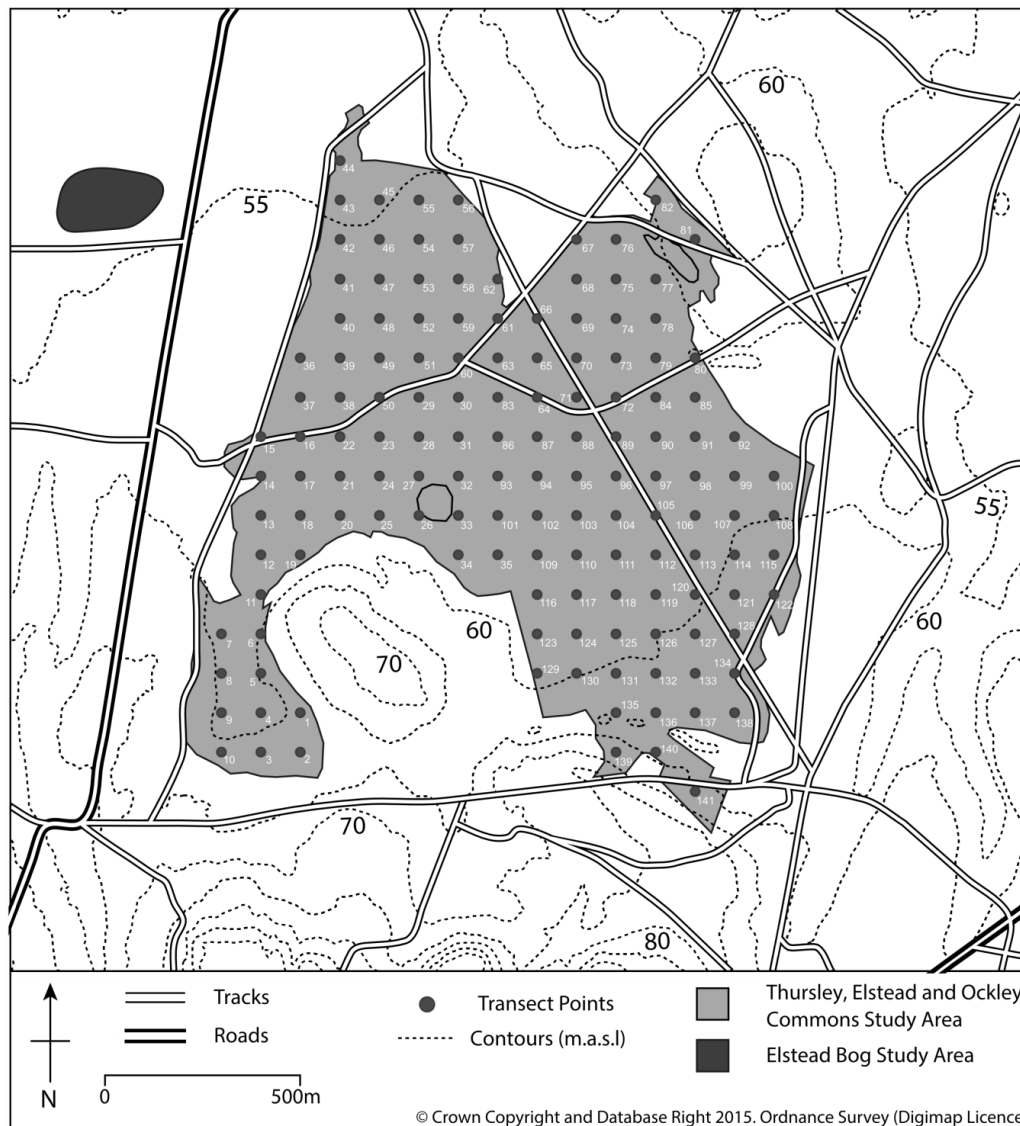 60
44
45
55 43 55 56 82
81
42 46 54 57 67 76
41 47 53 58 62 68 75 77
66
40 48 52 59 61 69 74 78
36 39 49 51 63 65 70 73 79 80
60
37 38 50 29 30 83 64 71 72 84 85
15 16 22 23 28 31 86 87 88 89 90 91 92
14 17 21 24 27 32 93 94 95 96 97 98 99 100
105 55
13 18 20 25 26 33 101 102 103 104 106 107 108
12 19 34 35 109 110 111 112 113 114 115
11 116 117 118 119 120 121 122
60 60
7 6 123 124 125 126 127 128
70
8 5 129 130 131 132 133 134
9 4 1 135 136 137 138
10 3 2 139 140
141
70
80
Tracks
Roads
Transect Points
Contours (m.a.s.l)
Thursley, Elstead and Ockley
Commons Study Area
Elstead Bog Study Area
N
0 500m
© Crown Copyright and Database Right 2015. Ordnance Survey (Digimap Licence